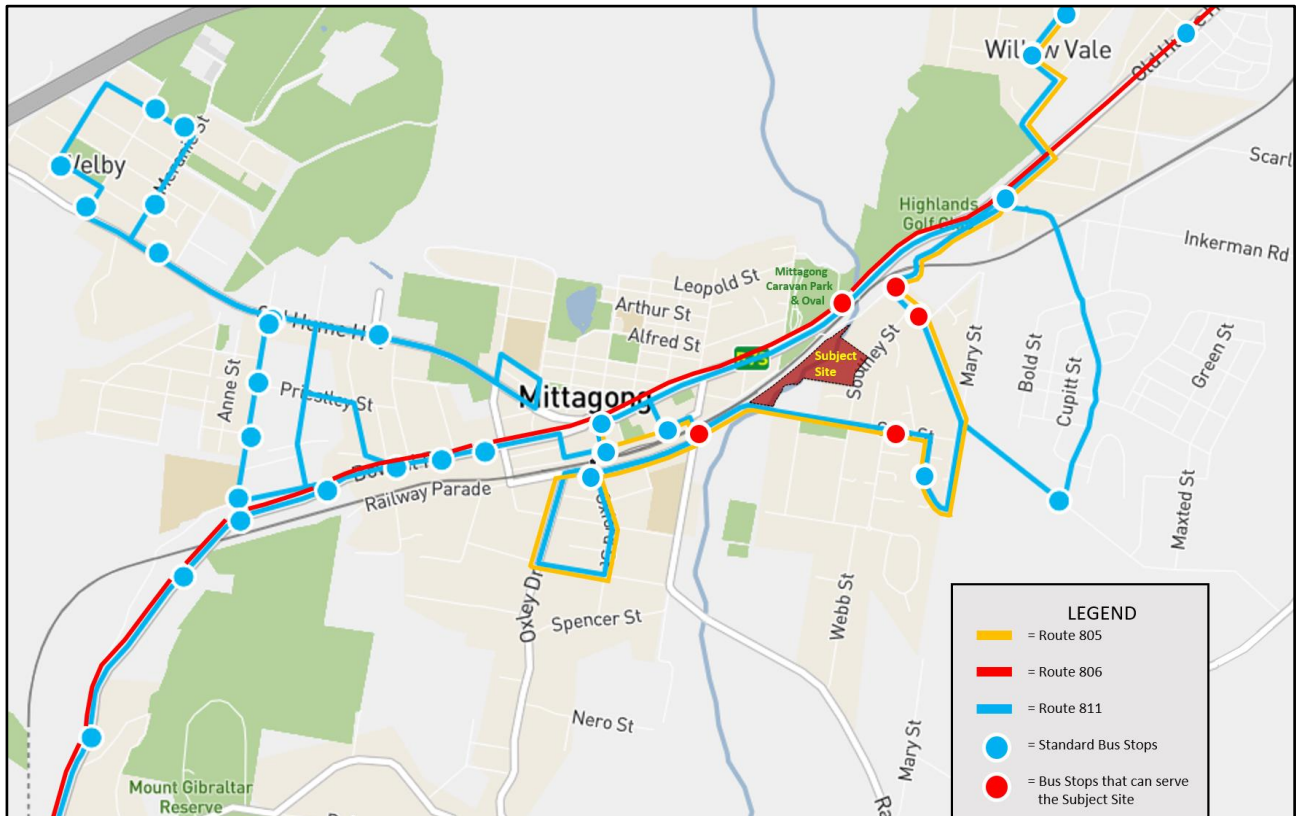 Willow Vale
Old Hume H
Welby
Merante St
Scarl
Highlands
Golf Club
Inkerman Rd
Leopold St
Mittagong
Caravan Park
& Oval
Arthur St
Alfred St
Old Hume Hwy
Subject
Site
Southey St
Mary St
Bold St
Cupitt St
Green St
Anne St
Priestley St
Mittagong
Railway Parade
Maxted St
Oxley Dr
Spencer St
Webb St
Nero St
Mary St
Mount Gibraltar
Reserve
LEGEND
= Route 805
= Route 806
= Route 811
= Standard Bus Stops
= Bus Stops that can serve
the Subject Site